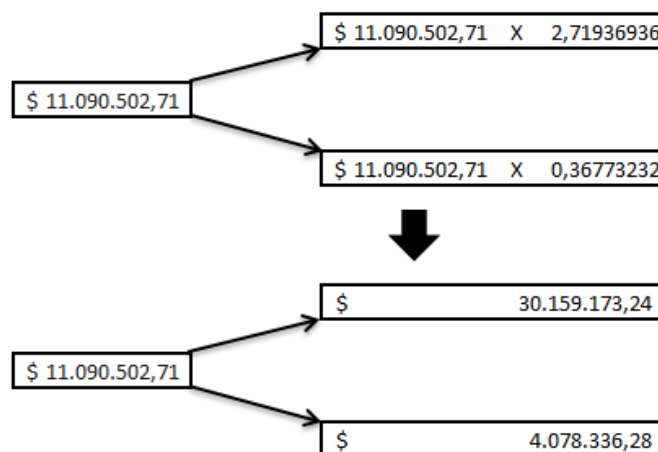 $ 11.090.502,71 X 2,71936936
$ 11.090.502,71
$ 11.090.502,71 X 0,36773232
$ 30.159.173,24
$ 11.090.502,71
$ 4.078.336,28